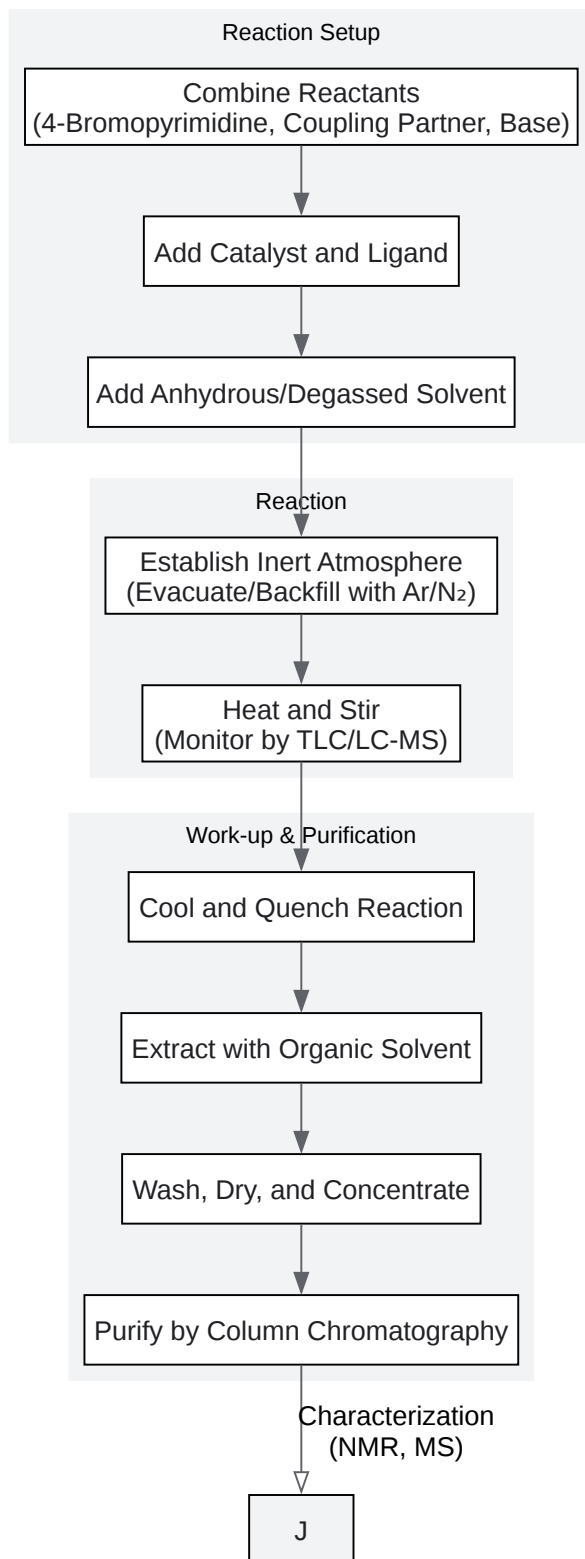 Reaction Setup
Combine Reactants
(4-Bromopyrimidine, Coupling Partner, Base)
Add Catalyst and Ligand
Add Anhydrous/Degassed Solvent
Reaction
Establish Inert Atmosphere
(Evacuate/Backfill with Ar/N₂)
Heat and Stir
(Monitor by TLC/LC-MS)
Work-up & Purification
Cool and Quench Reaction
Extract with Organic Solvent
Wash, Dry, and Concentrate
Purify by Column Chromatography
Characterization
(NMR, MS)
J